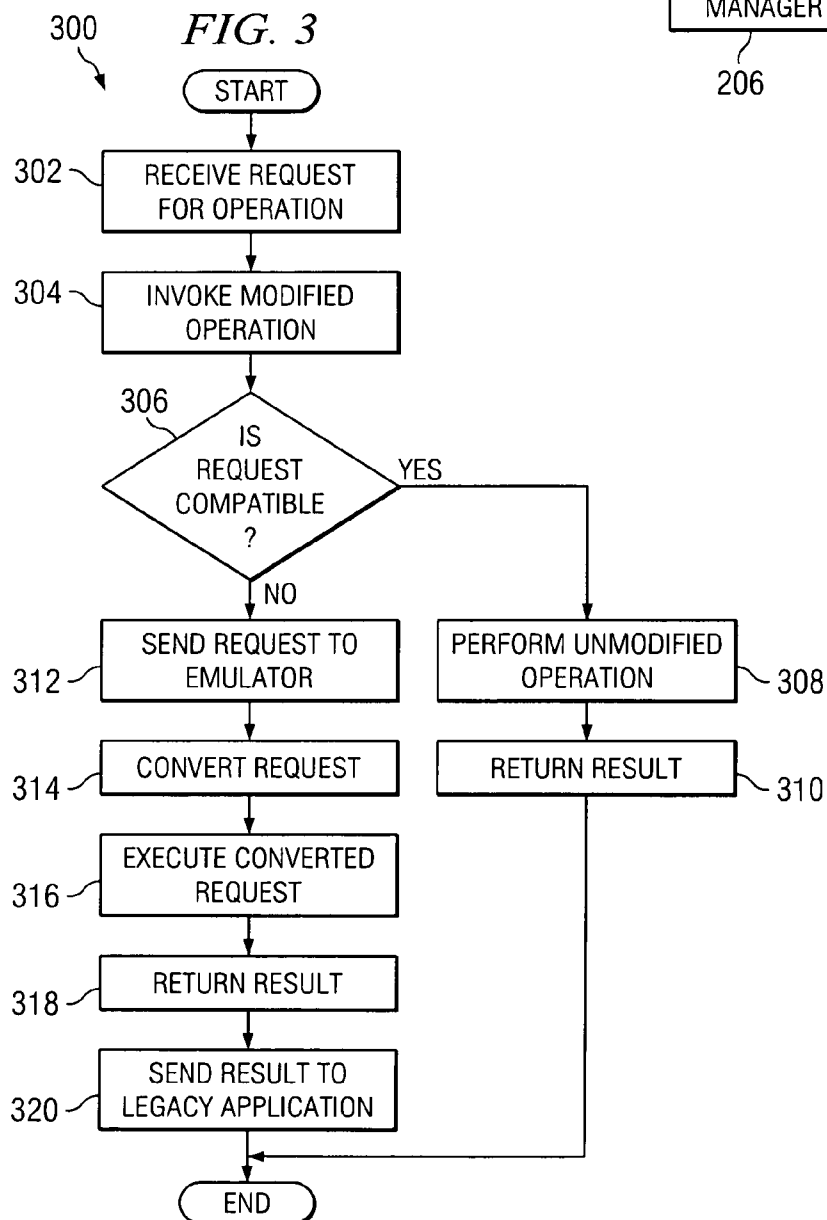 FIG. 3
300
MANAGER
206
START
302
RECEIVE REQUEST
FOR OPERATION
304
INVOKE MODIFIED
OPERATION
306
IS
REQUEST
COMPATIBLE
?
YES
NO
312
SEND REQUEST TO
EMULATOR
PERFORM UNMODIFIED
OPERATION
308
314
CONVERT REQUEST
RETURN RESULT
310
316
EXECUTE CONVERTED
REQUEST
318
RETURN RESULT
320
SEND RESULT TO
LEGACY APPLICATION
END